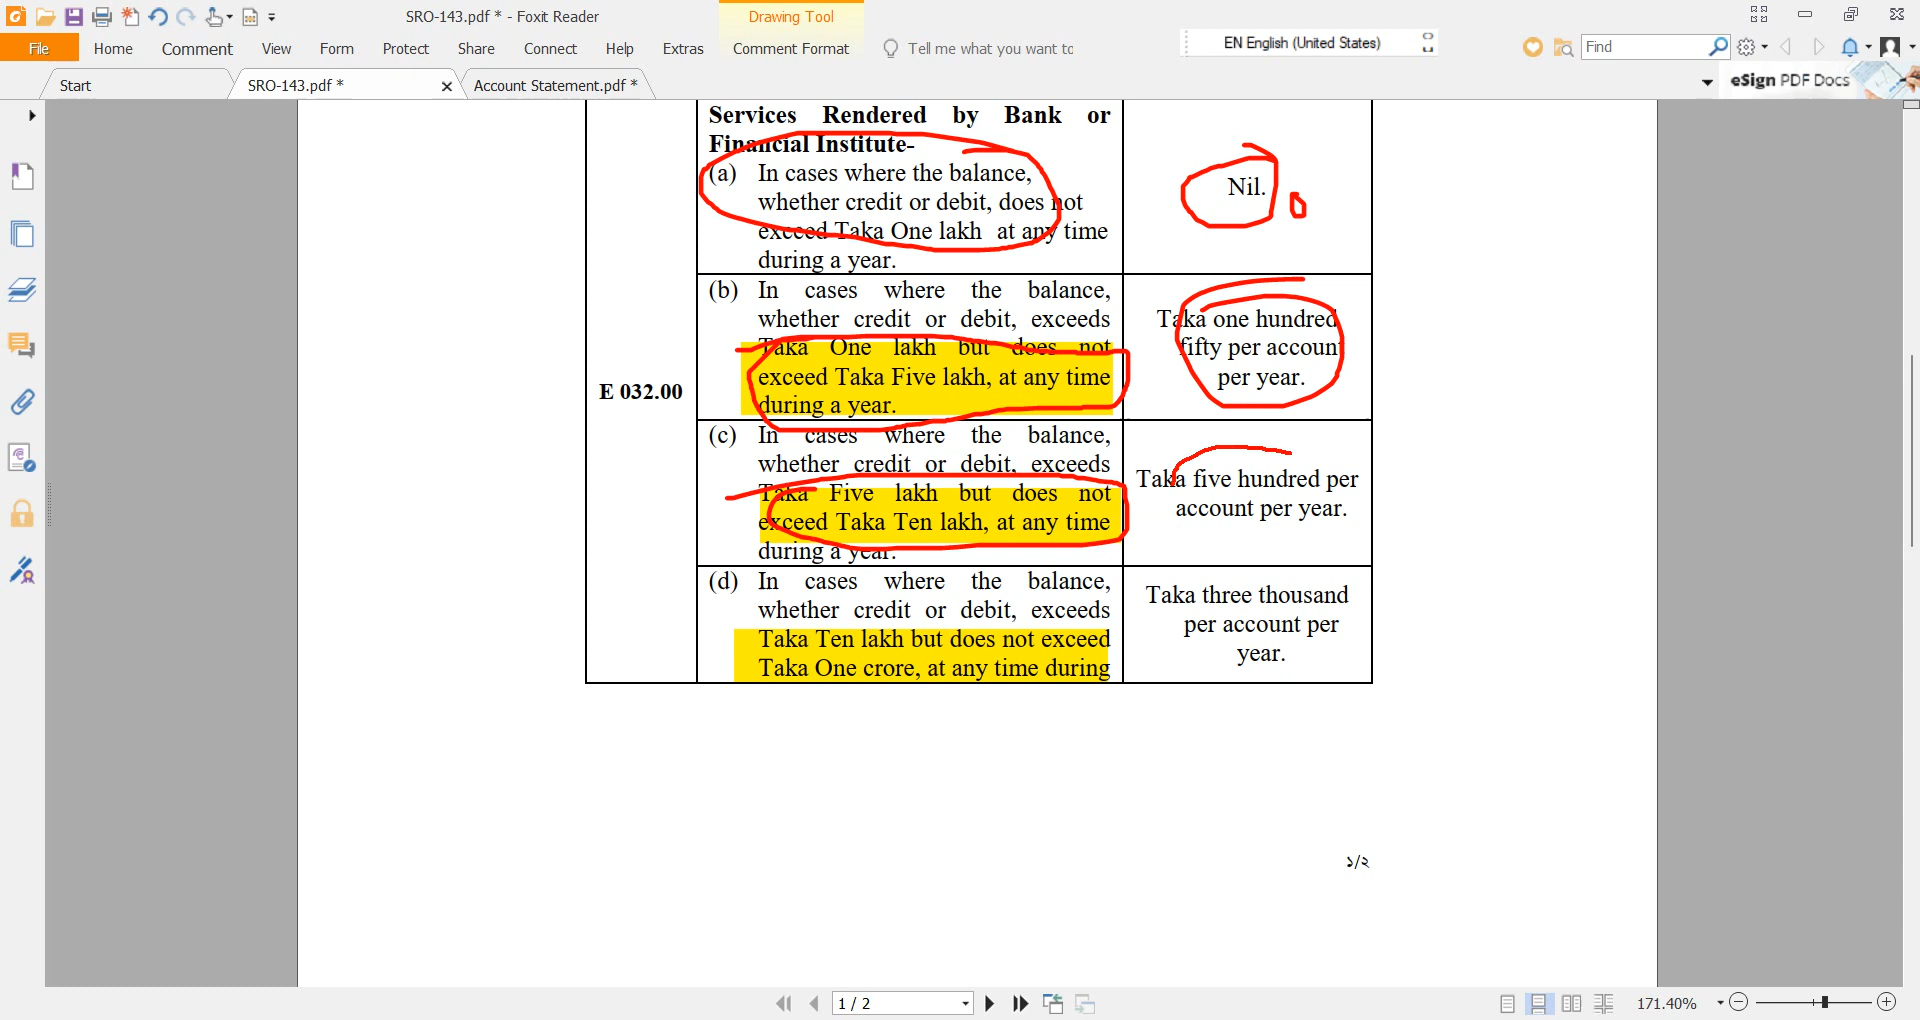 SRO-143.pdf * - Foxit Reader
Drawing Tool
File Home Comment View Form Protect Share Connect Help Extras Comment Format Tell me what you want to
EN English (United States)
Find
Start
SRO-143.pdf *
Account Statement.pdf *
eSign PDF Docs
E 032.00
Services Rendered by Bank or
Financial Institute-
(a) In cases where the balance,
whether credit or debit, does not
exceed Taka One lakh at any time
during a year.
Nil.
(b) In cases where the balance,
whether credit or debit, exceeds
Taka One lakh but does not
exceed Taka Five lakh, at any time
during a year.
Taka one hundred
fifty per account
per year.
(c) In cases where the balance,
whether credit or debit, exceeds
Taka Five lakh but does not
exceed Taka Ten lakh, at any time
during a year.
Taka five hundred per
account per year.
(d) In cases where the balance,
whether credit or debit, exceeds
Taka Ten lakh but does not exceed
Taka One crore, at any time during
Taka three thousand
per account per
year.
১/২
1 / 2
171.40%